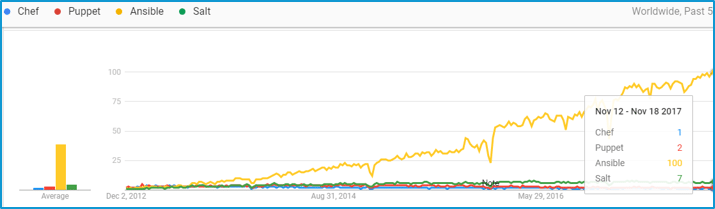 Chef Puppet Ansible Salt Worldwide, Past 5
100
75
50
25
Average
Dec 2, 2012 Aug 31, 2014 May 29, 2016
Note
Nov 12 - Nov 18 2017
Chef 1
Puppet 2
Ansible 100
Salt 7